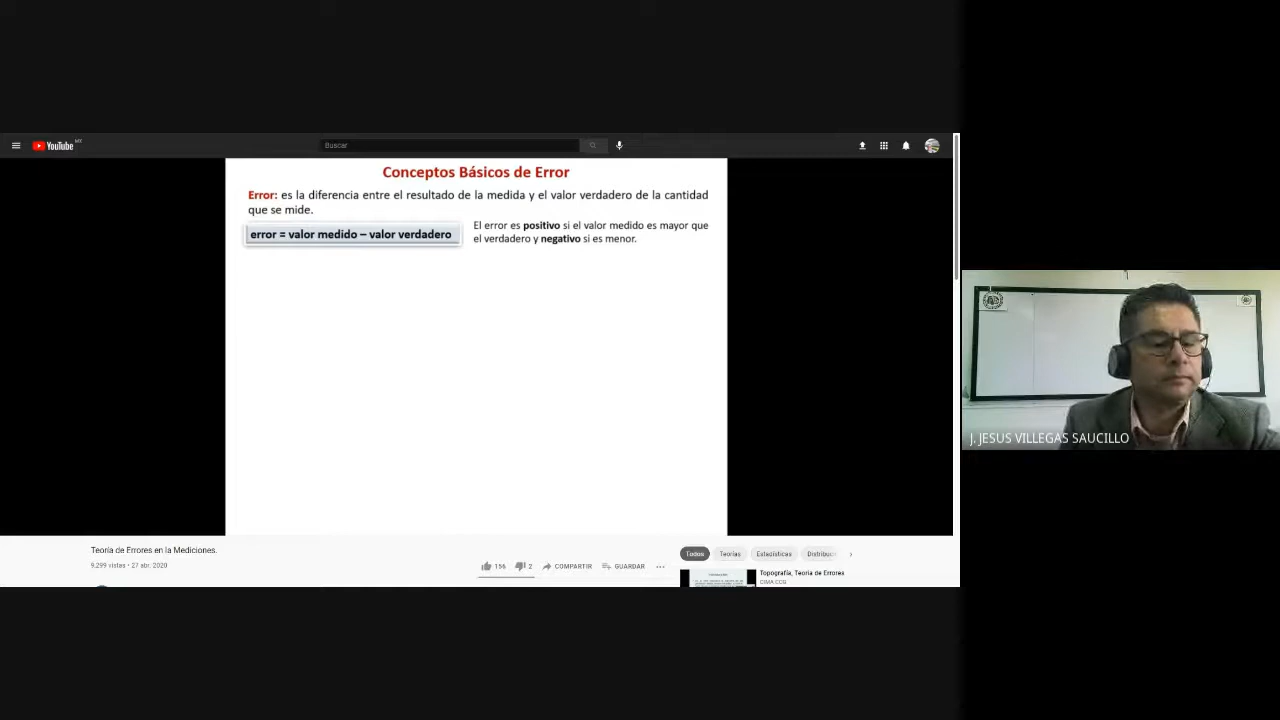 YouTube MX
Buscar
Conceptos Básicos de Error
Error: es la diferencia entre el resultado de la medida y el valor verdadero de la cantidad
que se mide.
error = valor medido – valor verdadero
El error es positivo si el valor medido es mayor que
el verdadero y negativo si es menor.
J. JESUS VILLEGAS SAUCILLO
Teoría de Errores en la Mediciones.
9,299 vistas • 27 abr. 2020
156
2
COMPARTIR
GUARDAR
Todos
Teorías
Estadísticas
Distribuc
Topografía, Teoria de Errores